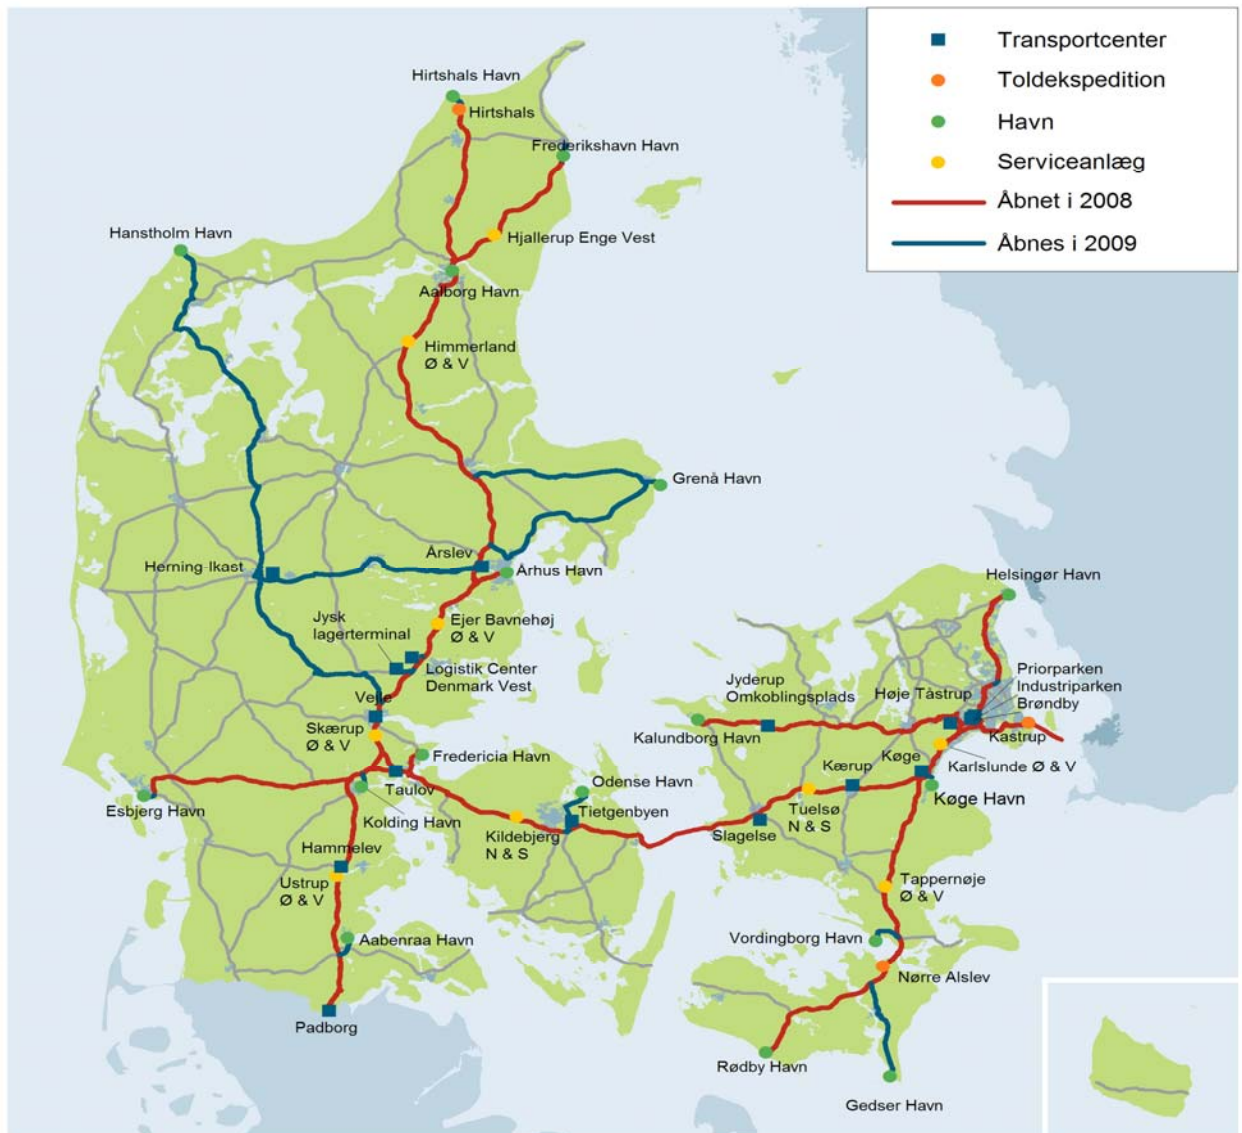 Transportcenter
Toldekspedition
Havn
Serviceanlæg
Åbnet i 2008
Åbnes i 2009
Hirtshals Havn
Hirtshals
Frederikshavn Havn
Hanstholm Havn
Hjallerup Enge Vest
Aalborg Havn
Himmerland
Ø & V
Grenå Havn
Årslev
Herning-Ikast
Århus Havn
Helsingør Havn
Jysk
lagerterminal
Ejer Bavnehøj
Ø & V
Logistik Center
Denmark Vest
Jyderup
Omkoblingsplads
Høje Tåstrup
Priorparken
Industriparken
Brøndby
Vejle
Skærup
Ø & V
Kalundborg Havn
Kastrup
Fredericia Havn
Køge
Kærup
Karlslunde Ø & V
Odense Havn
Taulov
Esbjerg Havn
Kolding Havn
Tietgenbyen
Tuelsø
N & S
Køge Havn
Kildebjerg
N & S
Slagelse
Hammelev
Ustrup
Ø & V
Tappernøje
Ø & V
Aabenraa Havn
Vordingborg Havn
Nørre Alslev
Padborg
Rødby Havn
Gedser Havn